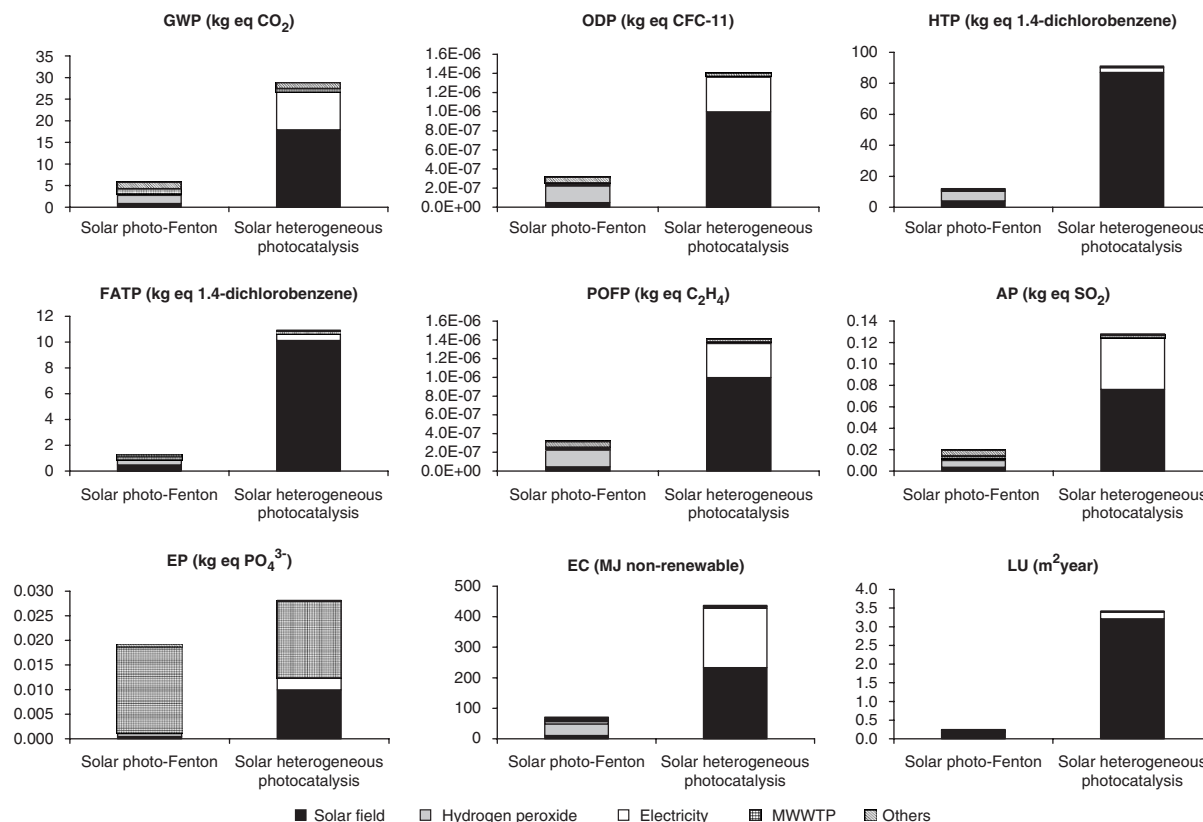 GWP (kg eq CO₂)
35
30
25
20
15
10
5
0
Solar photo-Fenton
Solar heterogeneous
photocatalysis
ODP (kg eq CFC-11)
1.6E-06
1.4E-06
1.2E-06
1.0E-06
8.0E-07
6.0E-07
4.0E-07
2.0E-07
0.0E+00
Solar photo-Fenton
Solar heterogeneous
photocatalysis
HTP (kg eq 1.4-dichlorobenzene)
100
80
60
40
20
0
Solar photo-Fenton
Solar heterogeneous
photocatalysis
FATP (kg eq 1.4-dichlorobenzene)
12
10
8
6
4
2
0
Solar photo-Fenton
Solar heterogeneous
photocatalysis
POFP (kg eq C₂H₄)
1.6E-06
1.4E-06
1.2E-06
1.0E-06
8.0E-07
6.0E-07
4.0E-07
2.0E-07
0.0E+00
Solar photo-Fenton
Solar heterogeneous
photocatalysis
AP (kg eq SO₂)
0.14
0.12
0.10
0.08
0.06
0.04
0.02
0.00
Solar photo-Fenton
Solar heterogeneous
photocatalysis
EP (kg eq PO₄³⁻)
0.030
0.025
0.020
0.015
0.010
0.005
0.000
Solar photo-Fenton
Solar heterogeneous
photocatalysis
EC (MJ non-renewable)
500
400
300
200
100
0
Solar photo-Fenton
Solar heterogeneous
photocatalysis
LU (m²year)
4.0
3.5
3.0
2.5
2.0
1.5
1.0
0.5
0.0
Solar photo-Fenton
Solar heterogeneous
photocatalysis
Solar field Hydrogen peroxide Electricity MWWTP Others